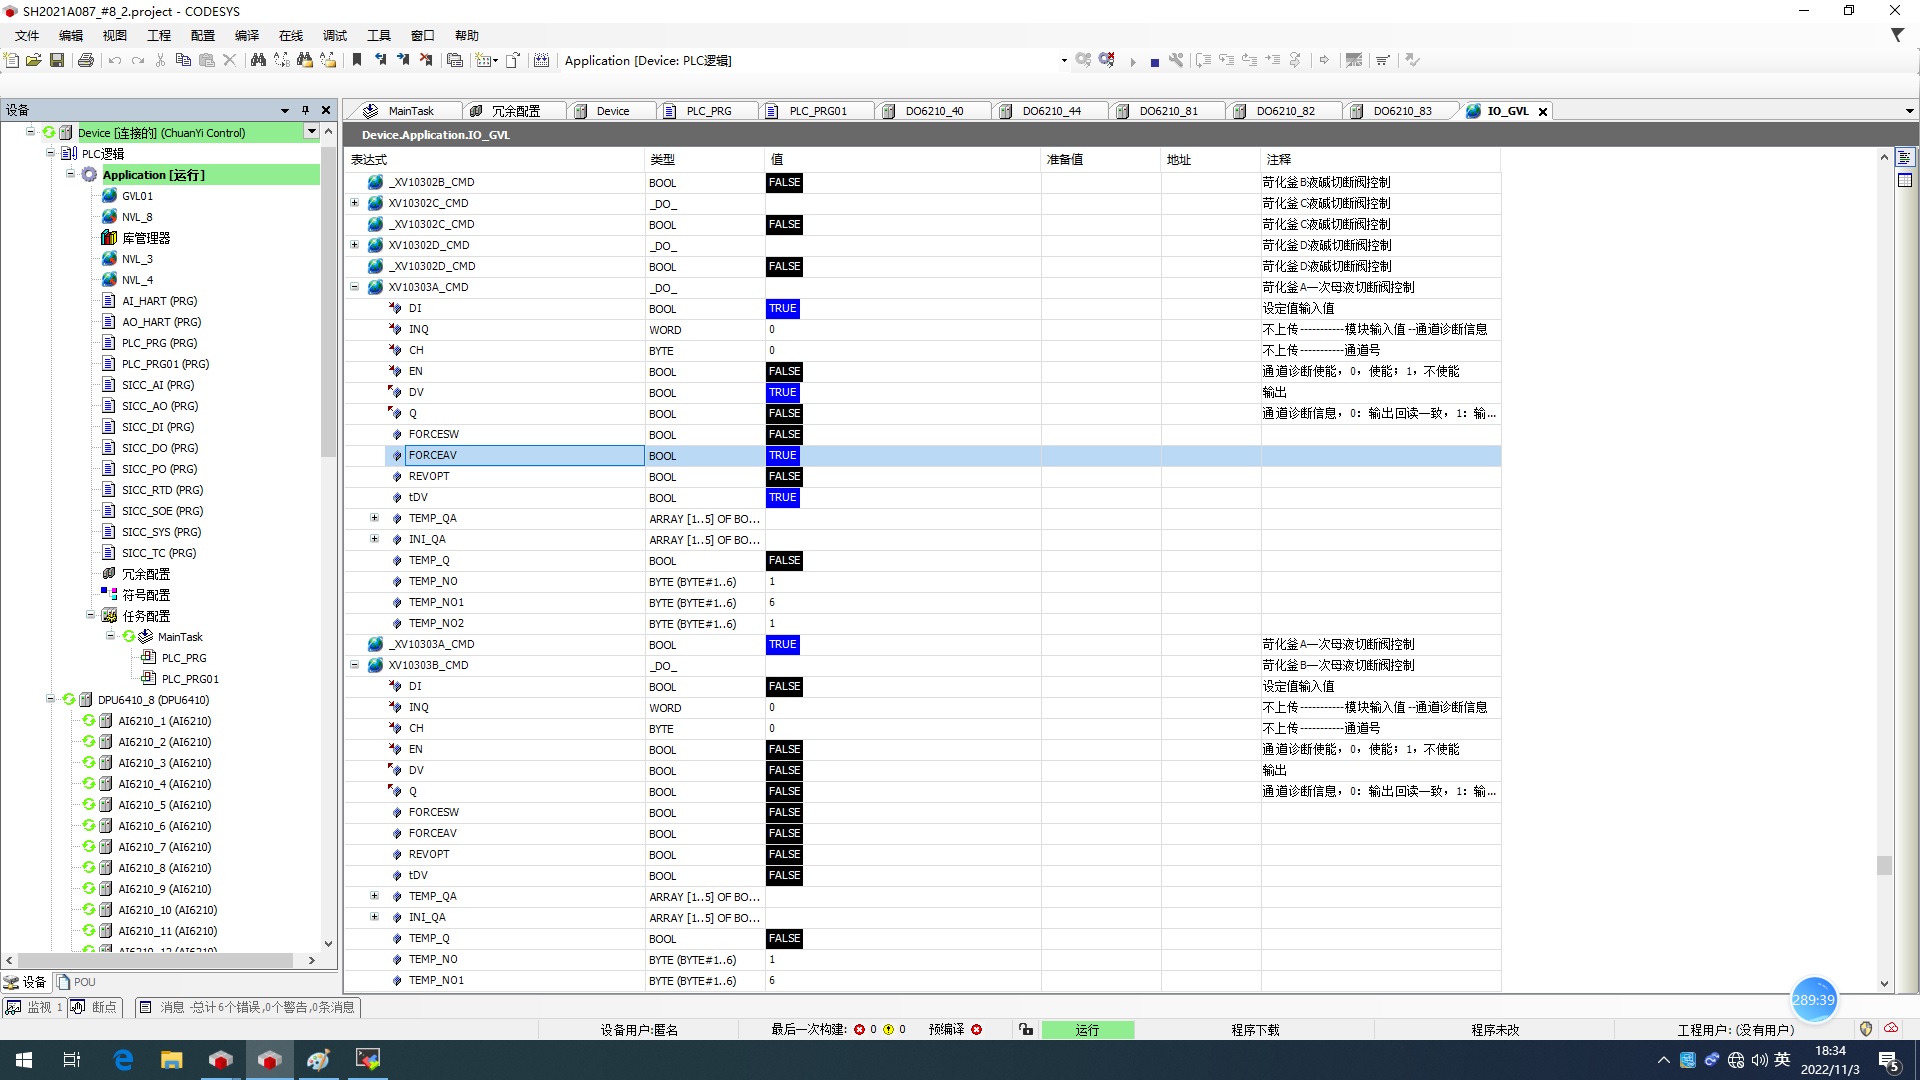 SH2021A087_#8_2.project - CODESYS
文件 编辑 视图 工程 配置 编译 在线 调试 工具 窗口 帮助
Application [Device: PLC逻辑]
设备
MainTask 冗余配置 Device PLC_PRG PLC_PRG01 DO6210_40 DO6210_44 DO6210_81 DO6210_82 DO6210_83 IO_GVL
Device [连接的] (ChuanYi Control)
PLC逻辑
Application [运行]
GVL01
NVL_8
库管理器
NVL_3
NVL_4
AI_HART (PRG)
AO_HART (PRG)
PLC_PRG (PRG)
PLC_PRG01 (PRG)
SICC_AI (PRG)
SICC_AO (PRG)
SICC_DI (PRG)
SICC_DO (PRG)
SICC_PO (PRG)
SICC_RTD (PRG)
SICC_SOE (PRG)
SICC_SYS (PRG)
SICC_TC (PRG)
冗余配置
符号配置
任务配置
MainTask
PLC_PRG
PLC_PRG01
DPU6410_8 (DPU6410)
AI6210_1 (AI6210)
AI6210_2 (AI6210)
AI6210_3 (AI6210)
AI6210_4 (AI6210)
AI6210_5 (AI6210)
AI6210_6 (AI6210)
AI6210_7 (AI6210)
AI6210_8 (AI6210)
AI6210_9 (AI6210)
AI6210_10 (AI6210)
AI6210_11 (AI6210)
AI6210_12 (AI6210)
设备 POU
Device.Application.IO_GVL
表达式 类型 值 准备值 地址 注释
_XV10302B_CMD BOOL FALSE 苛化釜B液碱切断阀控制
XV10302C_CMD _DO_ 苛化釜C液碱切断阀控制
_XV10302C_CMD BOOL FALSE 苛化釜C液碱切断阀控制
XV10302D_CMD _DO_ 苛化釜D液碱切断阀控制
_XV10302D_CMD BOOL FALSE 苛化釜D液碱切断阀控制
XV10303A_CMD _DO_ 苛化釜A一次母液切断阀控制
DI BOOL TRUE 设定值输入值
INQ WORD 0 不上传-----------模块输入值--通道诊断信息
CH BYTE 0 不上传-----------通道号
EN BOOL FALSE 通道诊断使能，0，使能；1，不使能
DV BOOL TRUE 输出
Q BOOL FALSE 通道诊断信息，0：输出回读一致，1：输...
FORCESW BOOL FALSE
FORCEAV BOOL TRUE
REVOPT BOOL FALSE
tDV BOOL TRUE
TEMP_QA ARRAY [1..5] OF BO...
INI_QA ARRAY [1..5] OF BO...
TEMP_Q BOOL FALSE
TEMP_NO BYTE (BYTE#1..6) 1
TEMP_NO1 BYTE (BYTE#1..6) 6
TEMP_NO2 BYTE (BYTE#1..6) 1
_XV10303A_CMD BOOL TRUE 苛化釜A一次母液切断阀控制
XV10303B_CMD _DO_ 苛化釜B一次母液切断阀控制
DI BOOL FALSE 设定值输入值
INQ WORD 0 不上传-----------模块输入值--通道诊断信息
CH BYTE 0 不上传-----------通道号
EN BOOL FALSE 通道诊断使能，0，使能；1，不使能
DV BOOL FALSE 输出
Q BOOL FALSE 通道诊断信息，0：输出回读一致，1：输...
FORCESW BOOL FALSE
FORCEAV BOOL FALSE
REVOPT BOOL FALSE
tDV BOOL FALSE
TEMP_QA ARRAY [1..5] OF BO...
INI_QA ARRAY [1..5] OF BO...
TEMP_Q BOOL FALSE
TEMP_NO BYTE (BYTE#1..6) 1
TEMP_NO1 BYTE (BYTE#1..6) 6
289:39
监视 1 断点 消息 -总计6个错误,0个警告,0条消息
设备用户:匿名 最后一次构建: 0 0 预编译 运行 程序下载 程序未改 工程用户: (没有用户)
英 18:34
2022/11/3 5